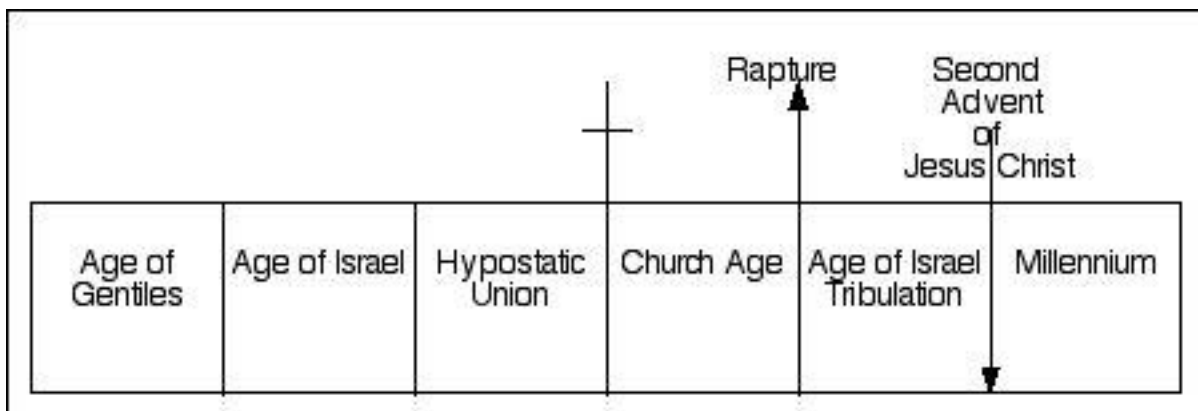 Rapture
Second
Advent
of
Jesus Christ
Age of
Gentiles
Age of Israel
Hypostatic
Union
Church Age
Age of Israel
Tribulation
Millennium